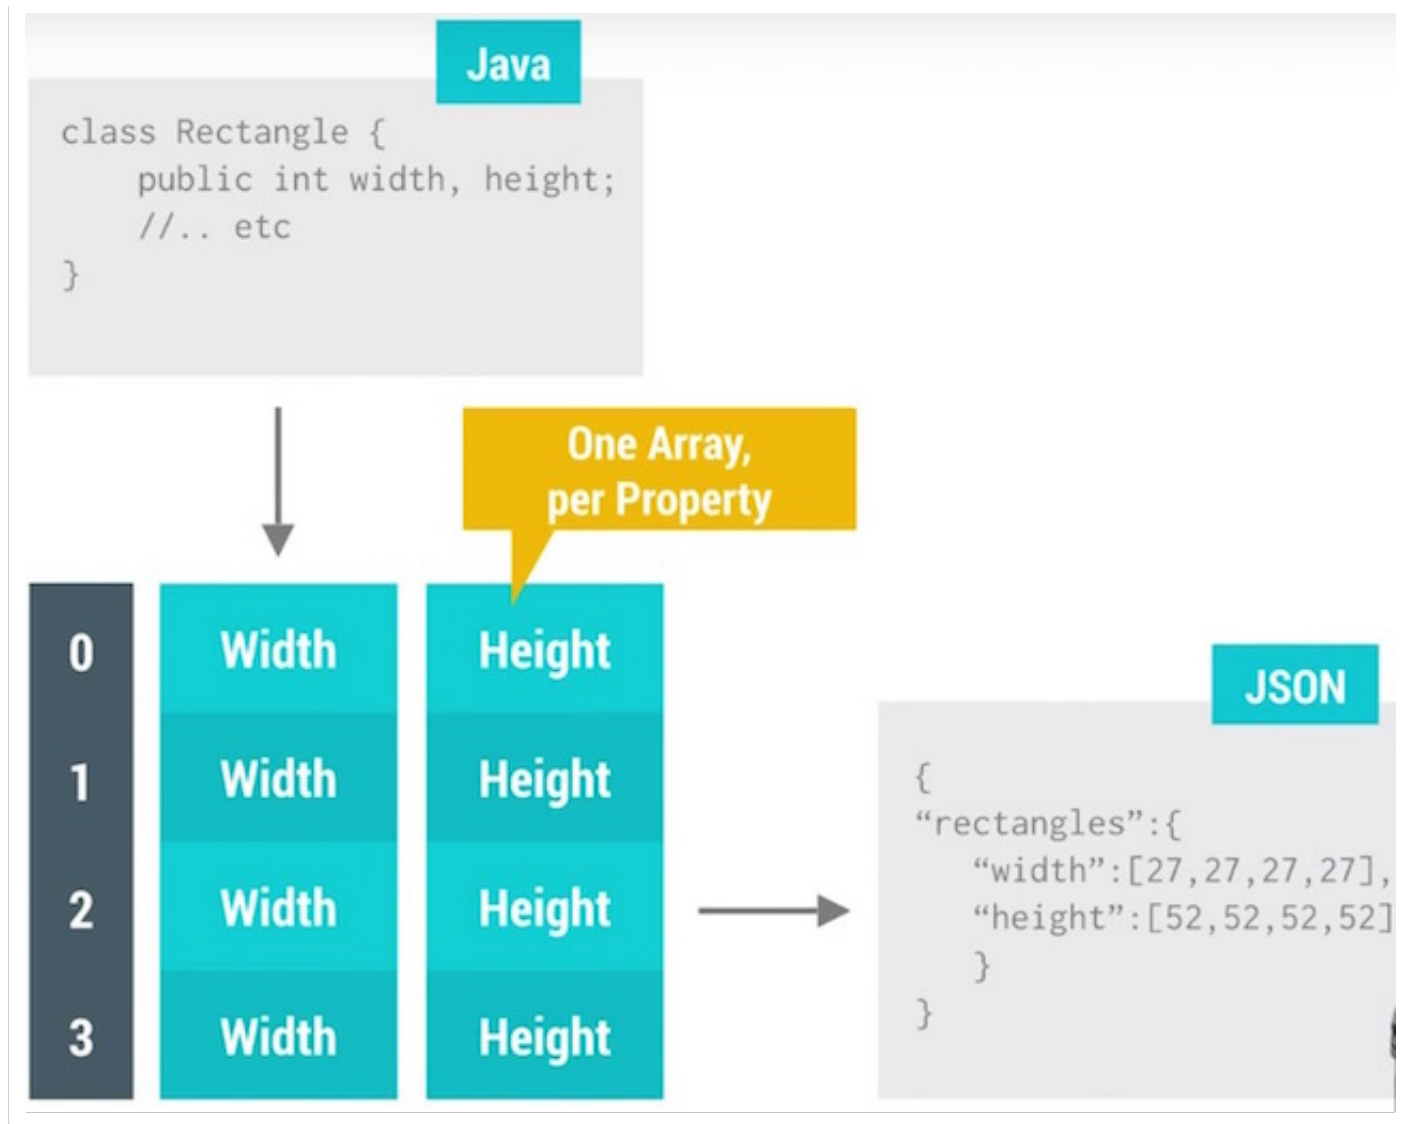 Java
class Rectangle {
public int width, height;
//.. etc
}
One Array,
per Property
0 Width Height
1 Width Height
2 Width Height
3 Width Height
JSON
{
“rectangles”:{
“width”:[27,27,27,27],
“height”:[52,52,52,52]
}
}